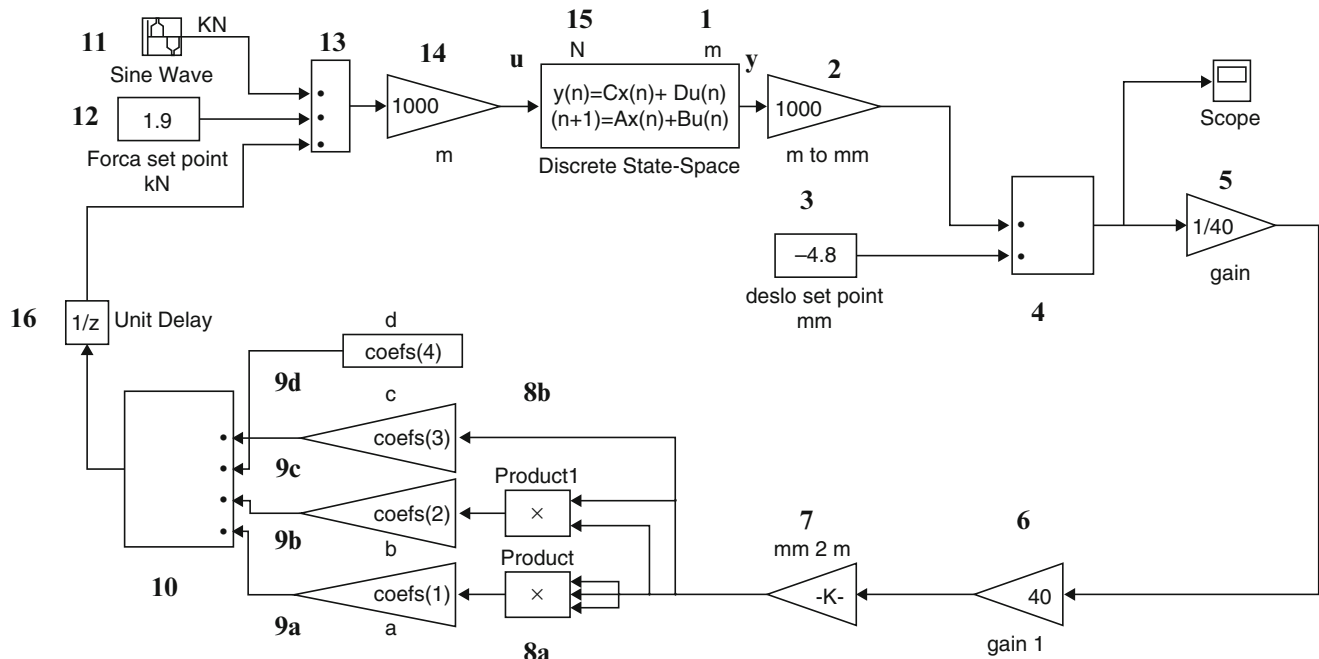 11
KN
Sine Wave
12
1.9
Forca set point
kN
13
14
1000
m
u
15
N
1
m
y(n)=Cx(n)+ Du(n)
(n+1)=Ax(n)+Bu(n)
Discrete State-Space
y
2
1000
m to mm
3
–4.8
deslo set point
mm
4
Scope
5
1/40
gain
16
1/z
Unit Delay
d
coefs(4)
9d
c
coefs(3)
8b
9c
Product1
coefs(2)
×
9b
b
10
Product
coefs(1)
×
9a
a
8a
7
mm 2 m
-K-
6
40
gain 1